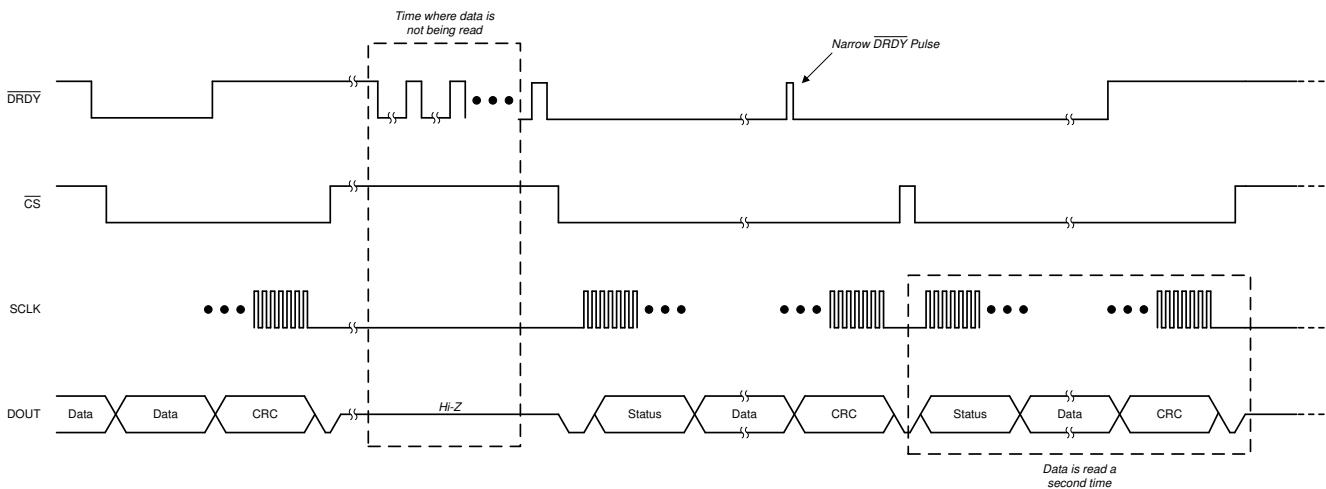 Time where data is
not being read
Narrow DRDY Pulse
DRDY
CS
SCLK
DOUT
Data
Data
CRC
Hi-Z
Status
Data
CRC
Status
Data
CRC
Data is read a
second time